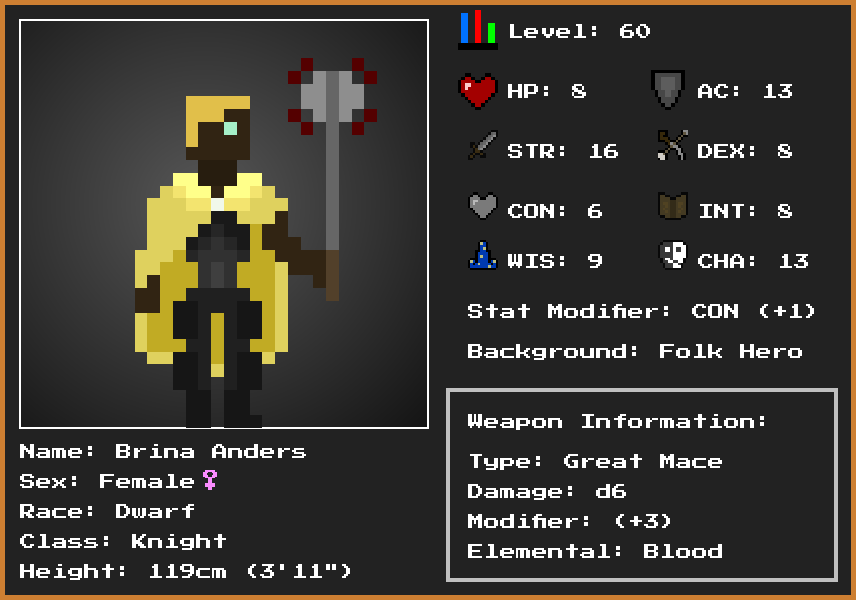 Level: 60
HP: 8 AC: 13
STR: 16 DEX: 8
CON: 6 INT: 8
WIS: 9 CHA: 13
Stat Modifier: CON (+1)
Background: Folk Hero
Weapon Information:
Type: Great Mace
Damage: d6
Modifier: (+3)
Elemental: Blood
Name: Brina Anders
Sex: Female♀
Race: Dwarf
Class: Knight
Height: 119cm (3'11")